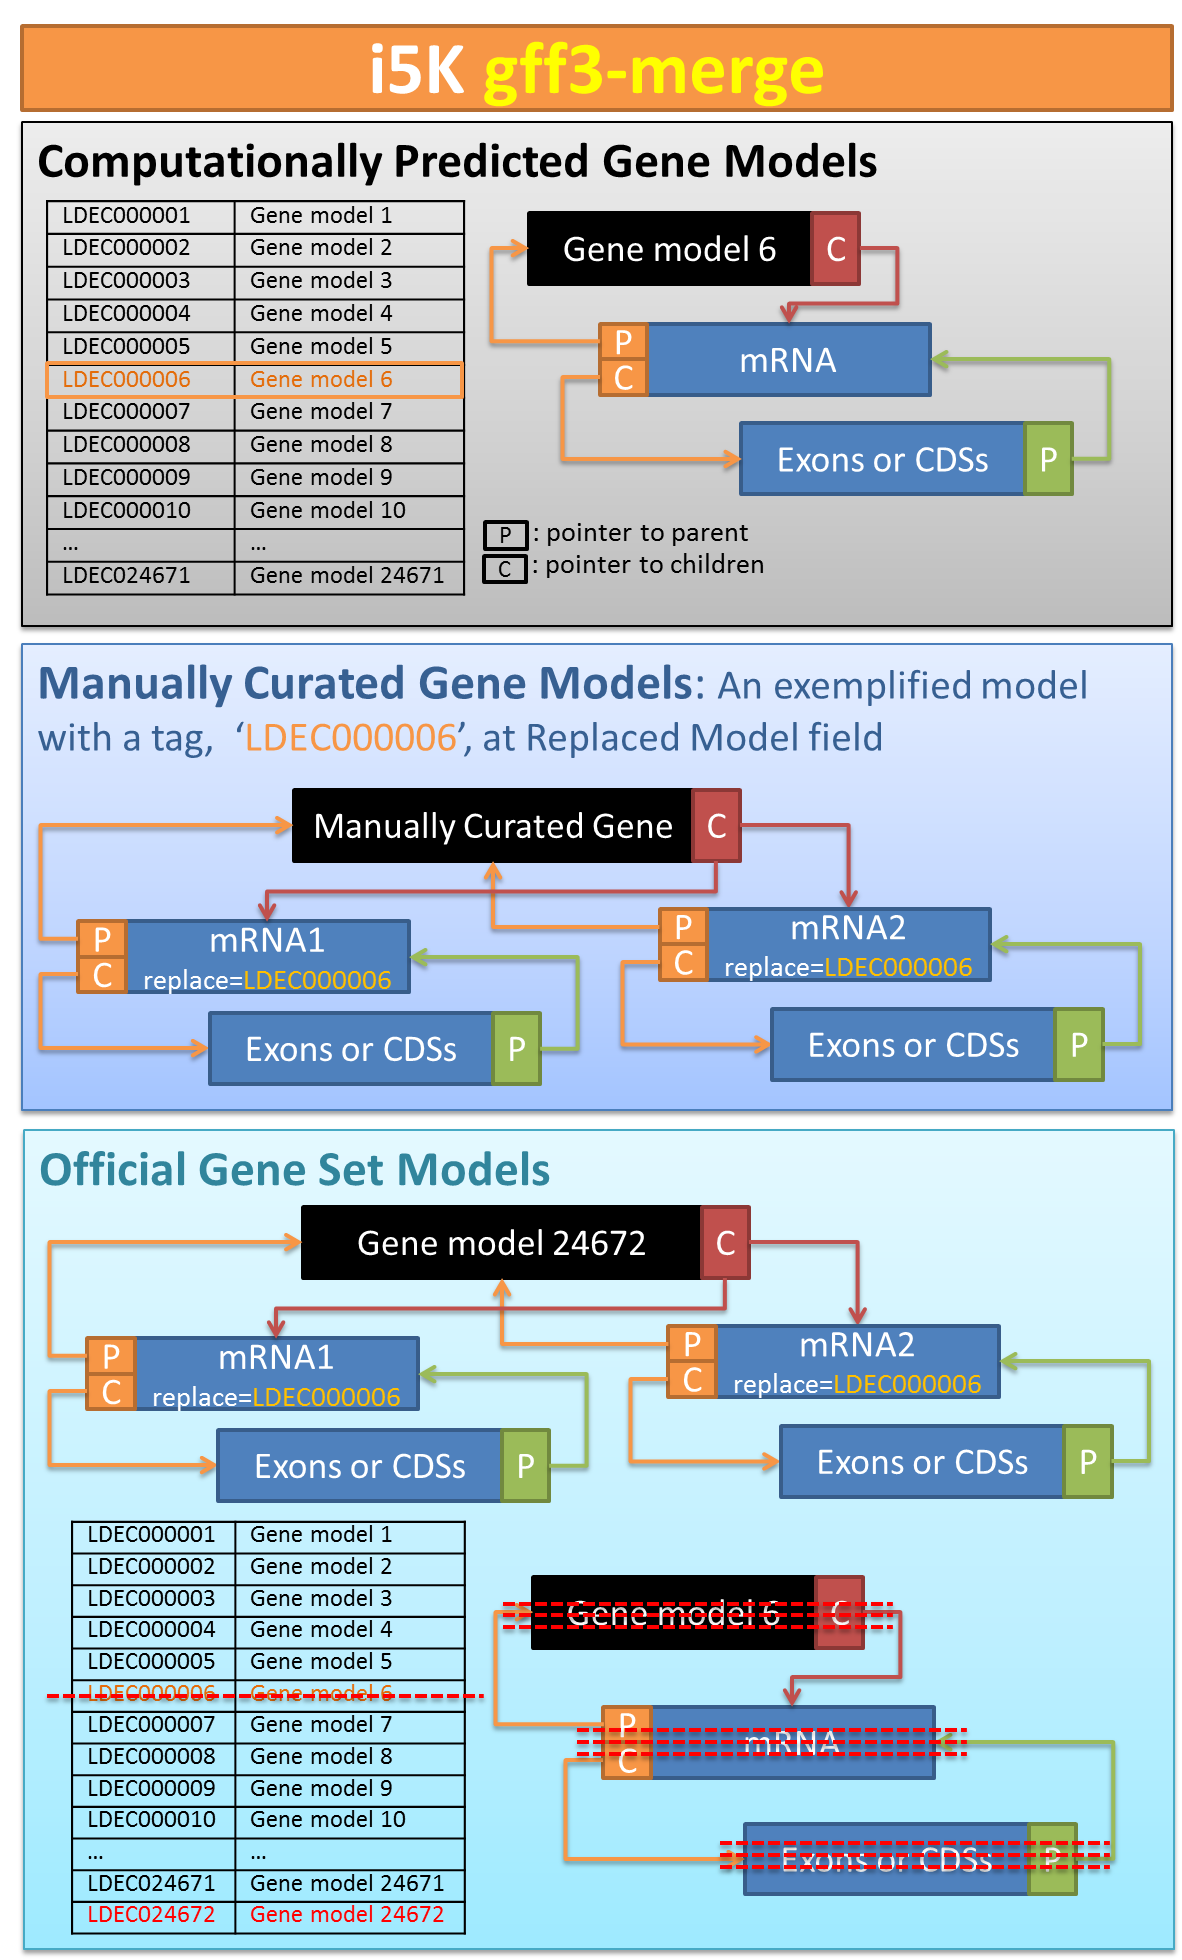 i5K gff3-merge
Computationally Predicted Gene Models
LDEC000001 Gene model 1
LDEC000002 Gene model 2
LDEC000003 Gene model 3
LDEC000004 Gene model 4
LDEC000005 Gene model 5
LDEC000006 Gene model 6
LDEC000007 Gene model 7
LDEC000008 Gene model 8
LDEC000009 Gene model 9
LDEC000010 Gene model 10
... ...
LDEC024671 Gene model 24671
Gene model 6 C
P
mRNA
C
Exons or CDSs P
P : pointer to parent
C : pointer to children
Manually Curated Gene Models: An exemplified model
with a tag, ‘LDEC000006’, at Replaced Model field
Manually Curated Gene C
P mRNA1
C replace=LDEC000006
Exons or CDSs P
P mRNA2
C replace=LDEC000006
Exons or CDSs P
Official Gene Set Models
Gene model 24672 C
P mRNA1
C replace=LDEC000006
Exons or CDSs P
P mRNA2
C replace=LDEC000006
Exons or CDSs P
LDEC000001 Gene model 1
LDEC000002 Gene model 2
LDEC000003 Gene model 3
LDEC000004 Gene model 4
LDEC000005 Gene model 5
LDEC000006 Gene model 6
LDEC000007 Gene model 7
LDEC000008 Gene model 8
LDEC000009 Gene model 9
LDEC000010 Gene model 10
... ...
LDEC024671 Gene model 24671
LDEC024672 Gene model 24672
Gene model 6 C
P
mRNA
C
Exons or CDSs P